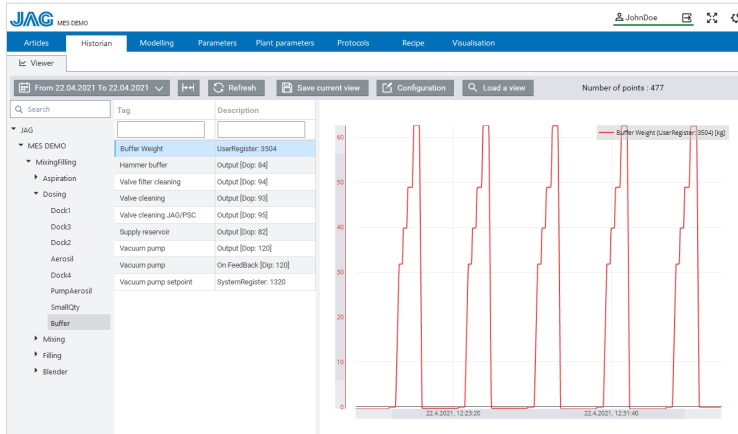 JAG MES DEMO
JohnDoe
Articles Historian Modelling Parameters Plant parameters Protocols Recipe Visualisation
Viewer
From 22.04.2021 To 22.04.2021 Refresh Save current view Configuration Load a view Number of points : 477
Search Tag Description
JAG
MES DEMO
MixingFilling
Aspiration
Dosing
Dock1
Dock3
Dock2
Aerosil
Dock4
PumpAerosil
SmallQty
Buffer
Mixing
Filling
Blender
Buffer Weight UserRegister: 3504
Hammer buffer Output [Dop: 84]
Valve filter cleaning Output [Dop: 94]
Valve cleaning Output [Dop: 93]
Valve cleaning JAG/PSC Output [Dop: 95]
Supply reservoir Output [Dop: 82]
Vacuum pump Output [Dop: 120]
Vacuum pump On FeedBack [Dip: 120]
Vacuum pump setpoint SystemRegister: 1320
Buffer Weight (UserRegister: 3504) [kg]
60
50
40
30
20
10
0
22.4.2021, 12:23:20 22.4.2021, 12:31:40